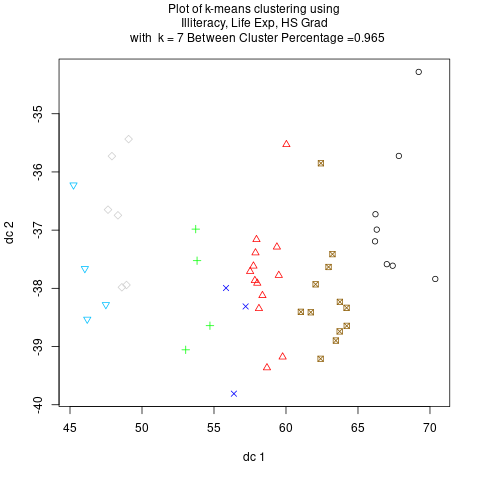 Plot of k-means clustering using
Illiteracy, Life Exp, HS Grad
with k = 7 Between Cluster Percentage =0.965
dc 2
-35
-36
-37
-38
-39
-40
45 50 55 60 65 70
dc 1